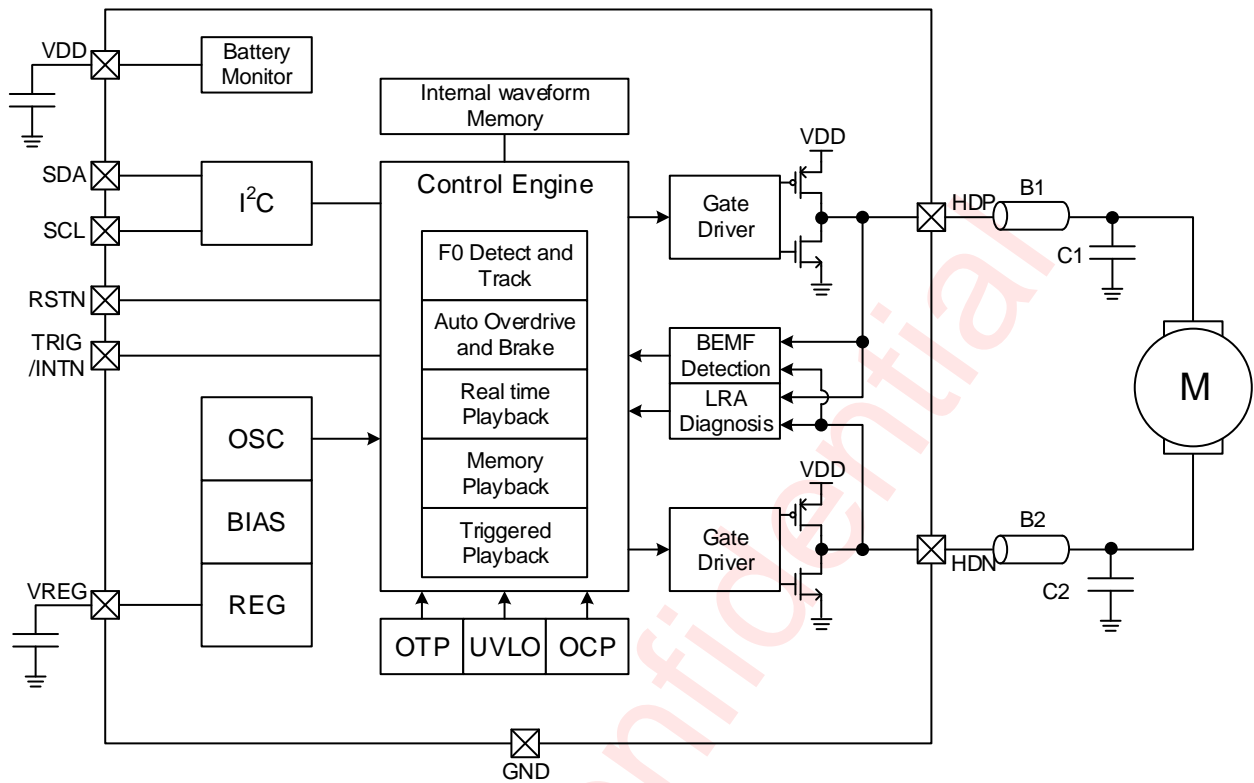 VDD
Battery
Monitor
Internal waveform
Memory
SDA
SCL
I²C
Control Engine
Gate
Driver
VDD
HDP
B1
C1
RSTN
TRIG
/INTN
F0 Detect and
Track
Auto Overdrive
and Brake
Real time
Playback
Memory
Playback
Triggered
Playback
BEMF
Detection
LRA
Diagnosis
M
OSC
BIAS
REG
VREG
Gate
Driver
VDD
HDN
B2
C2
OTP
UVLO
OCP
GND
nfidential